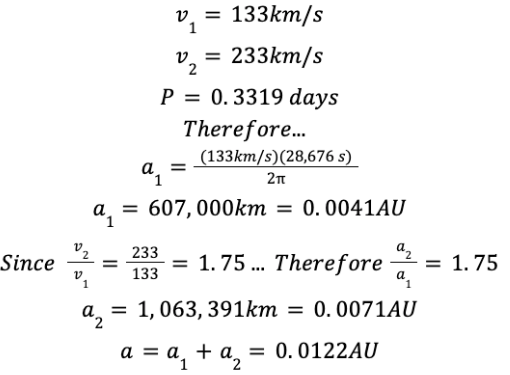 v₁ = 133km/s
v₂ = 233km/s
P = 0.3319 days
Therefore...
a₁ = (133km/s)(28,676 s) / 2π
a₁ = 607,000km = 0.0041AU
Since v₂/v₁ = 233/133 = 1.75 ... Therefore a₂/a₁ = 1.75
a₂ = 1,063,391km = 0.0071AU
a = a₁ + a₂ = 0.0122AU